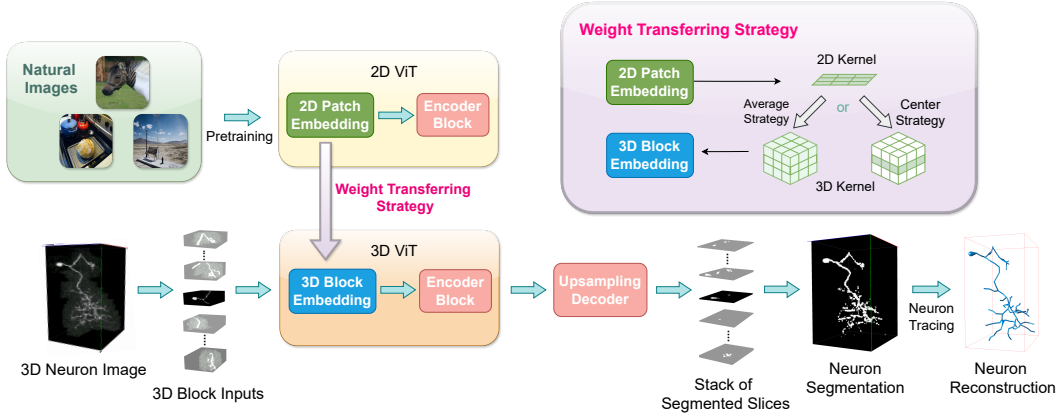 Natural
Images
Pretraining
2D ViT
2D Patch
Embedding
Encoder
Block
Weight Transferring
Strategy
Weight Transferring Strategy
2D Patch
Embedding
2D Kernel
Average
Strategy
or
Center
Strategy
3D Block
Embedding
3D Kernel
3D Neuron Image
3D Block Inputs
3D ViT
3D Block
Embedding
Encoder
Block
Upsampling
Decoder
Stack of
Segmented Slices
Neuron
Segmentation
Neuron
Tracing
Neuron
Reconstruction